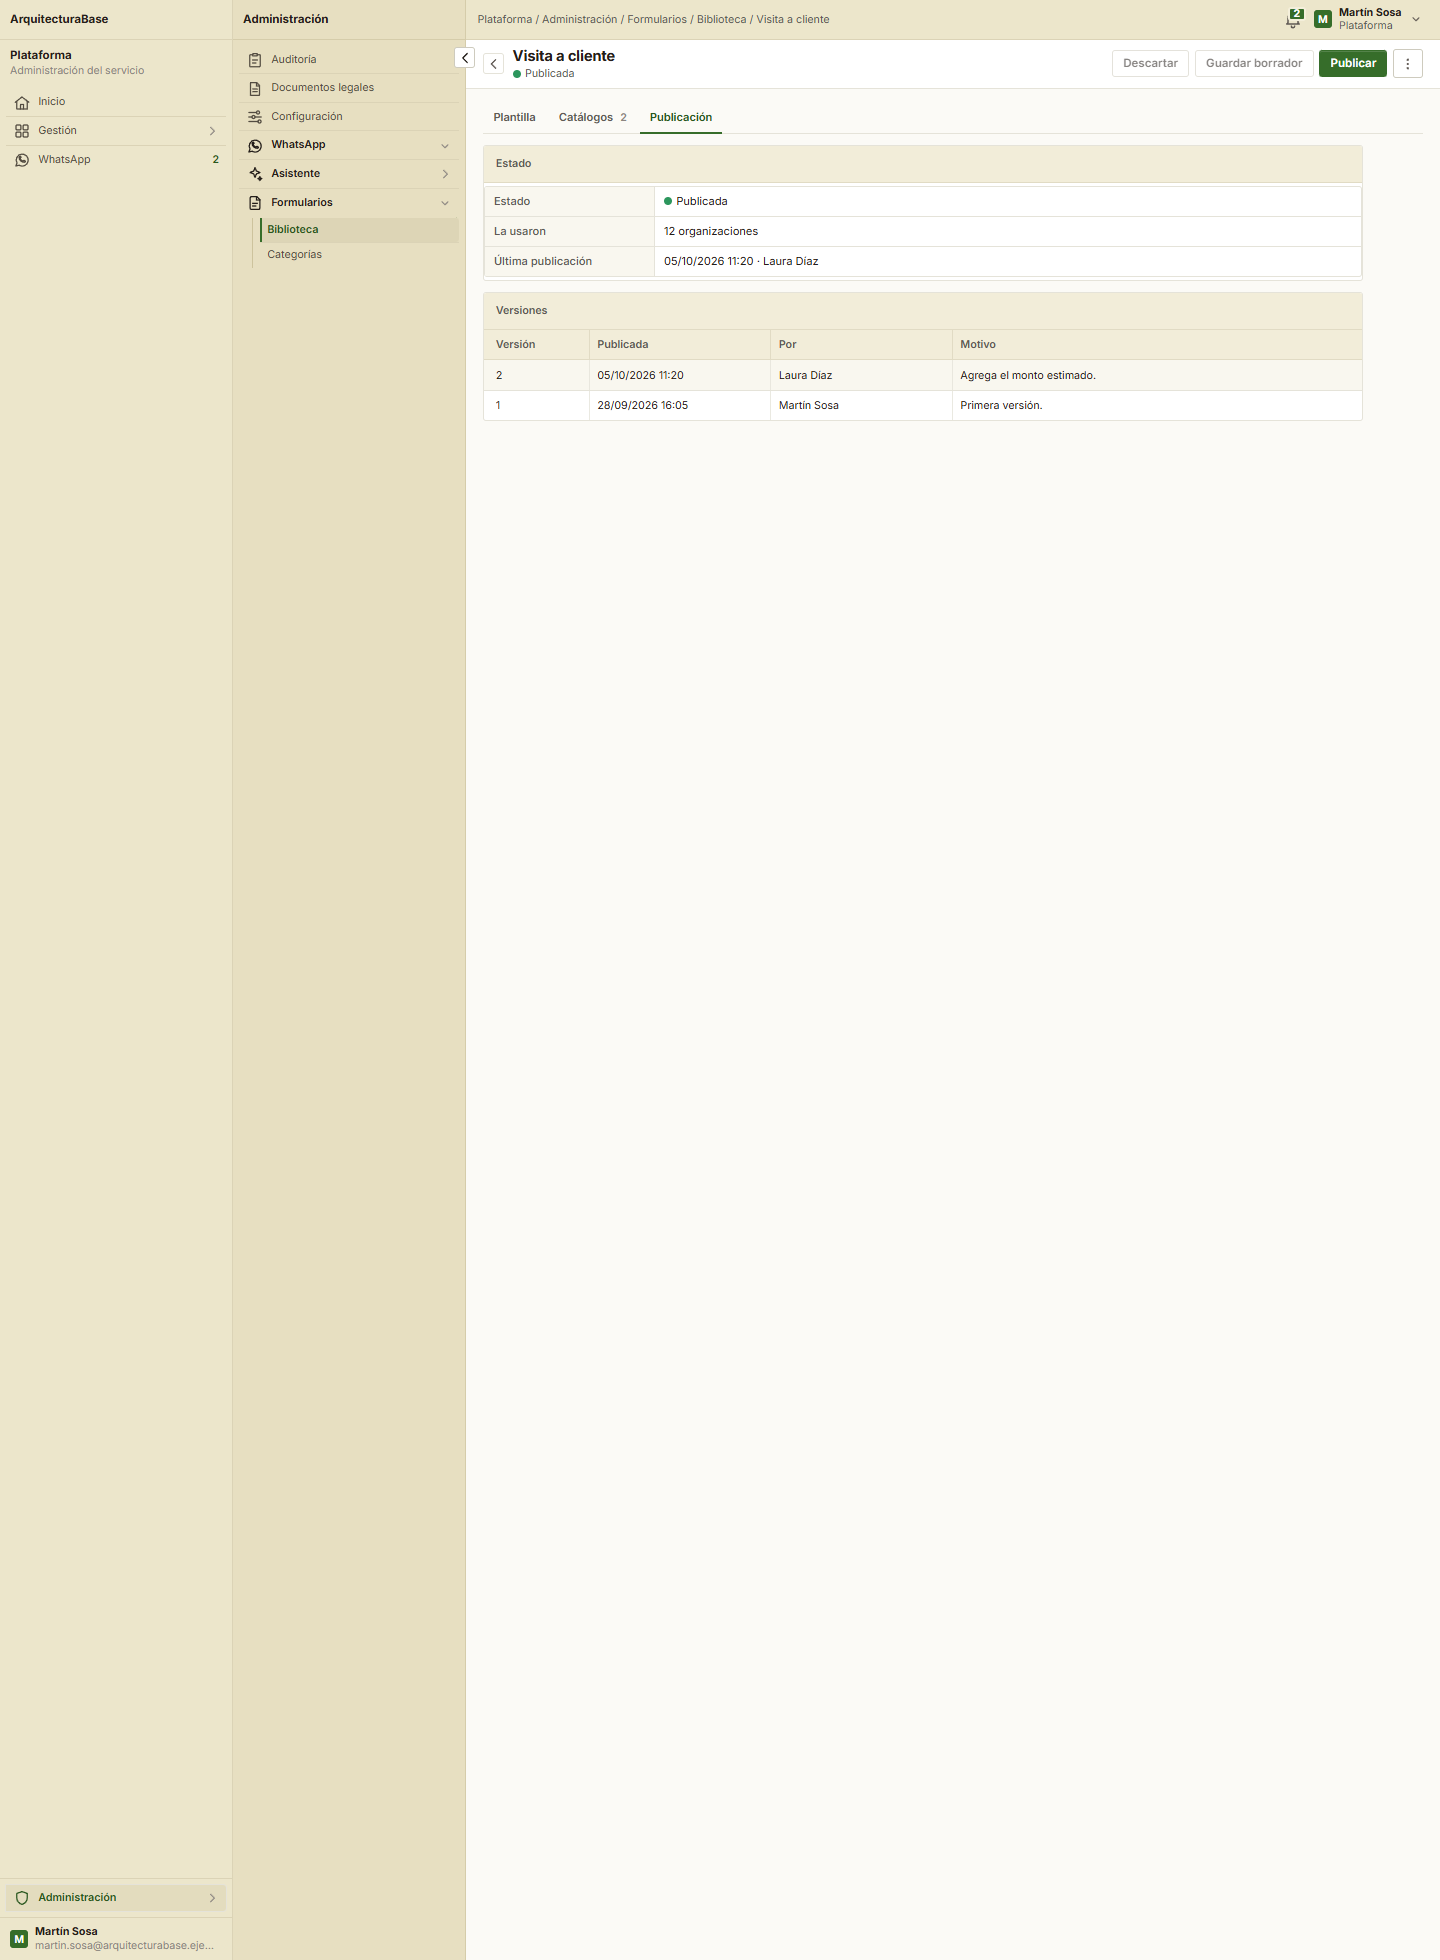 ArquitecturaBase
Plataforma
Administración del servicio
Inicio
Gestión
WhatsApp 2
Administración
Martín Sosa
M
martin.sosa@arquitecturabase.eje...
Administración
Auditoría
Documentos legales
Configuración
WhatsApp
Asistente
Formularios
Biblioteca
Categorías
Plataforma / Administración / Formularios / Biblioteca / Visita a cliente
2
M
Martín Sosa
Plataforma
Visita a cliente
Publicada
Descartar
Guardar borrador
Publicar
Plantilla
Catálogos 2
Publicación
Estado
Estado Publicada
La usaron 12 organizaciones
Última publicación 05/10/2026 11:20 · Laura Díaz
Versiones
Versión Publicada Por Motivo
2 05/10/2026 11:20 Laura Díaz Agrega el monto estimado.
1 28/09/2026 16:05 Martín Sosa Primera versión.